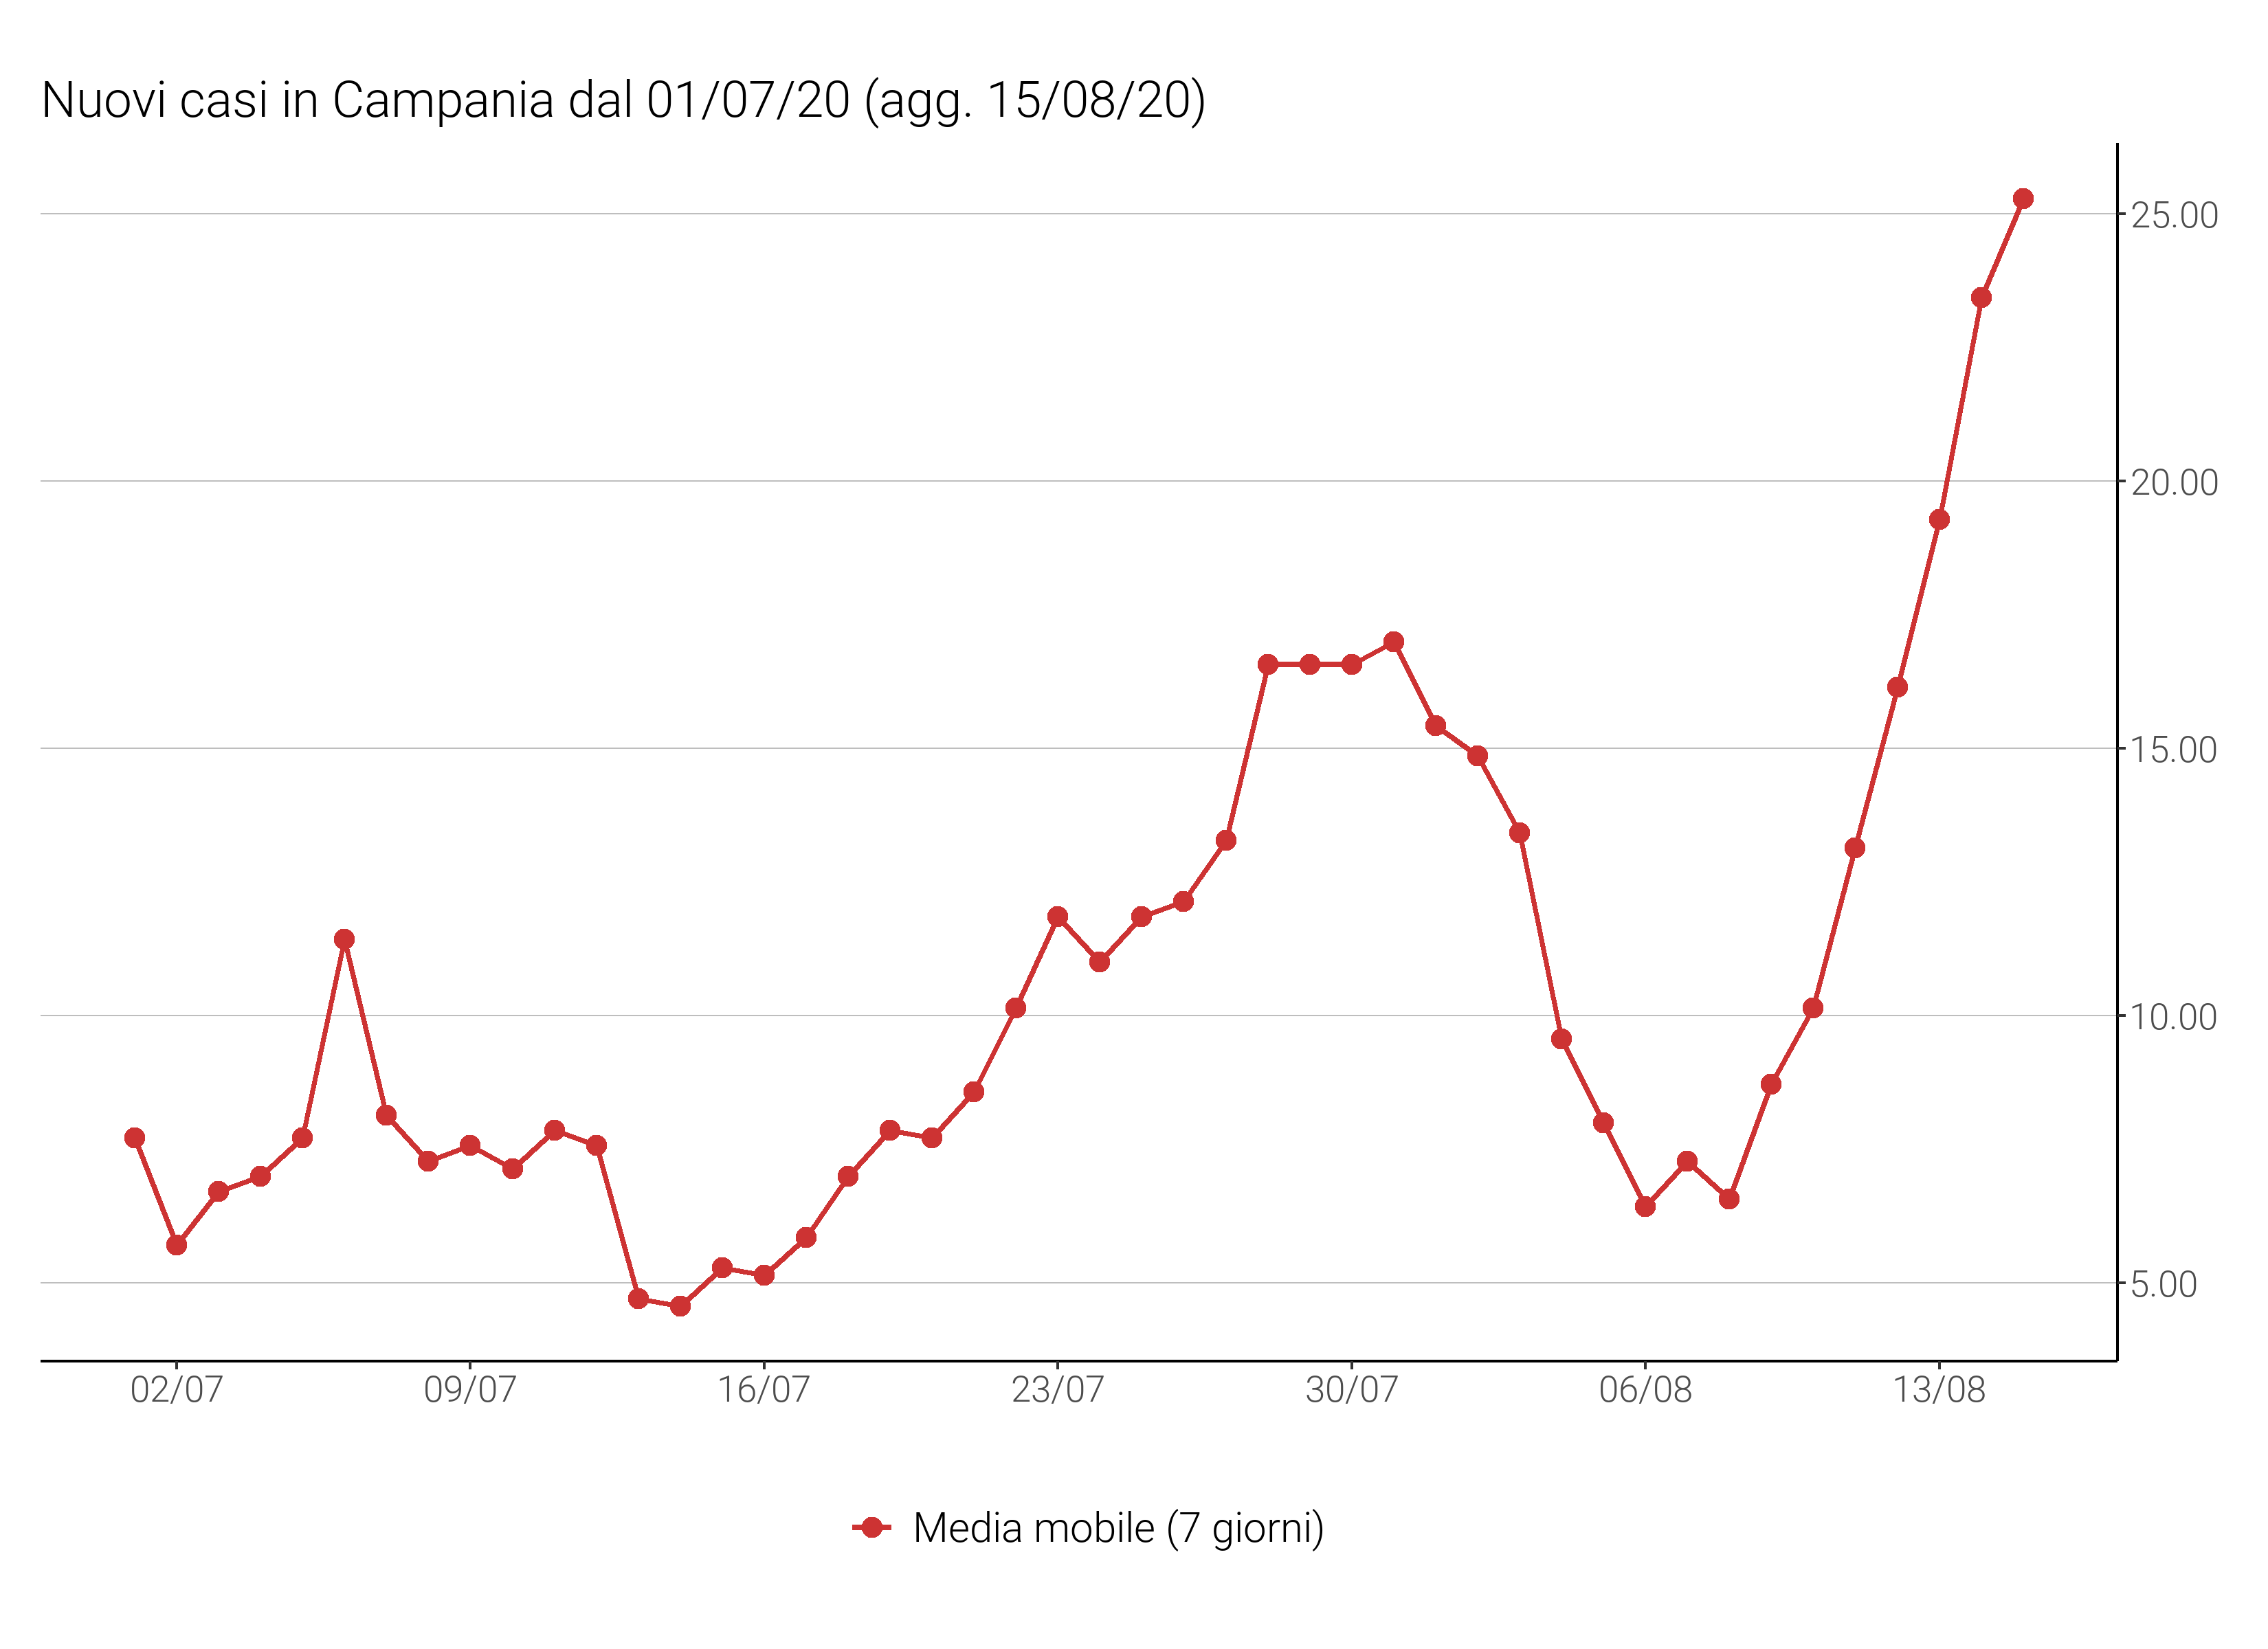 Nuovi casi in Campania dal 01/07/20 (agg. 15/08/20)
25.00
20.00
15.00
10.00
5.00
02/07 09/07 16/07 23/07 30/07 06/08 13/08
Media mobile (7 giorni)